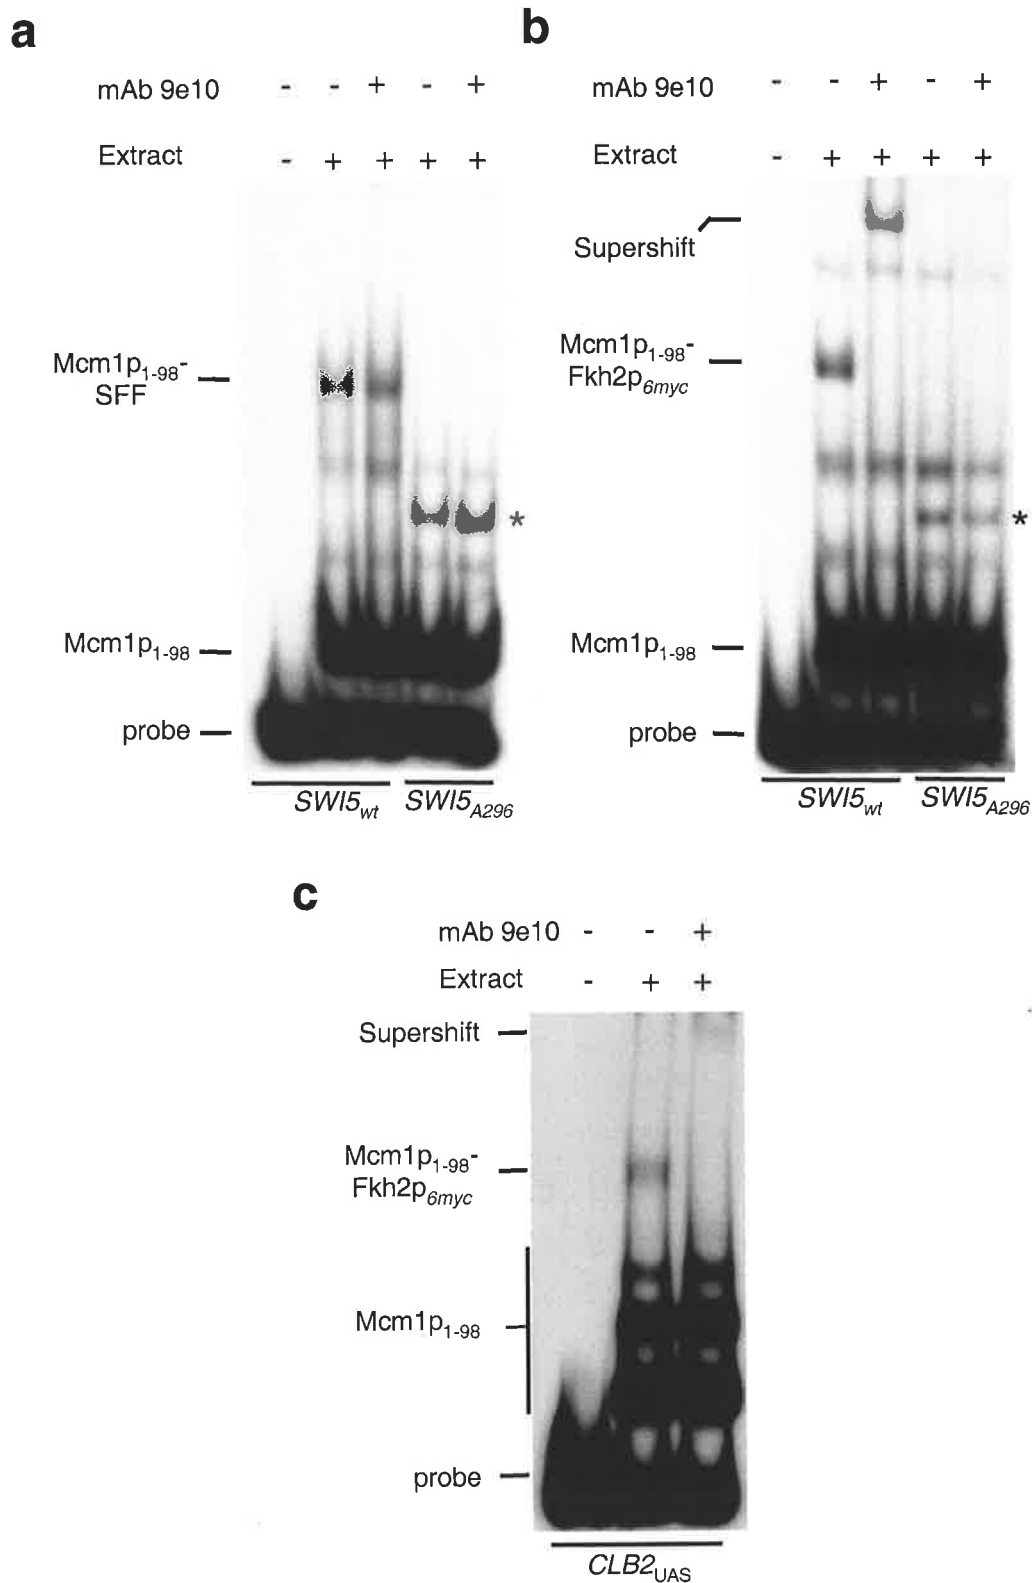 a
mAb 9e10 - - + - +
Extract - + + + +
Mcm1p1-98-
SFF
*
Mcm1p1-98
probe
SWI5wt SWI5A296
b
mAb 9e10 - - + - +
Extract - + + + +
Supershift
Mcm1p1-98-
Fkh2p6myc
*
Mcm1p1-98
probe
SWI5wt SWI5A296
c
mAb 9e10 - - +
Extract - + +
Supershift
Mcm1p1-98-
Fkh2p6myc
Mcm1p1-98
probe
CLB2UAS